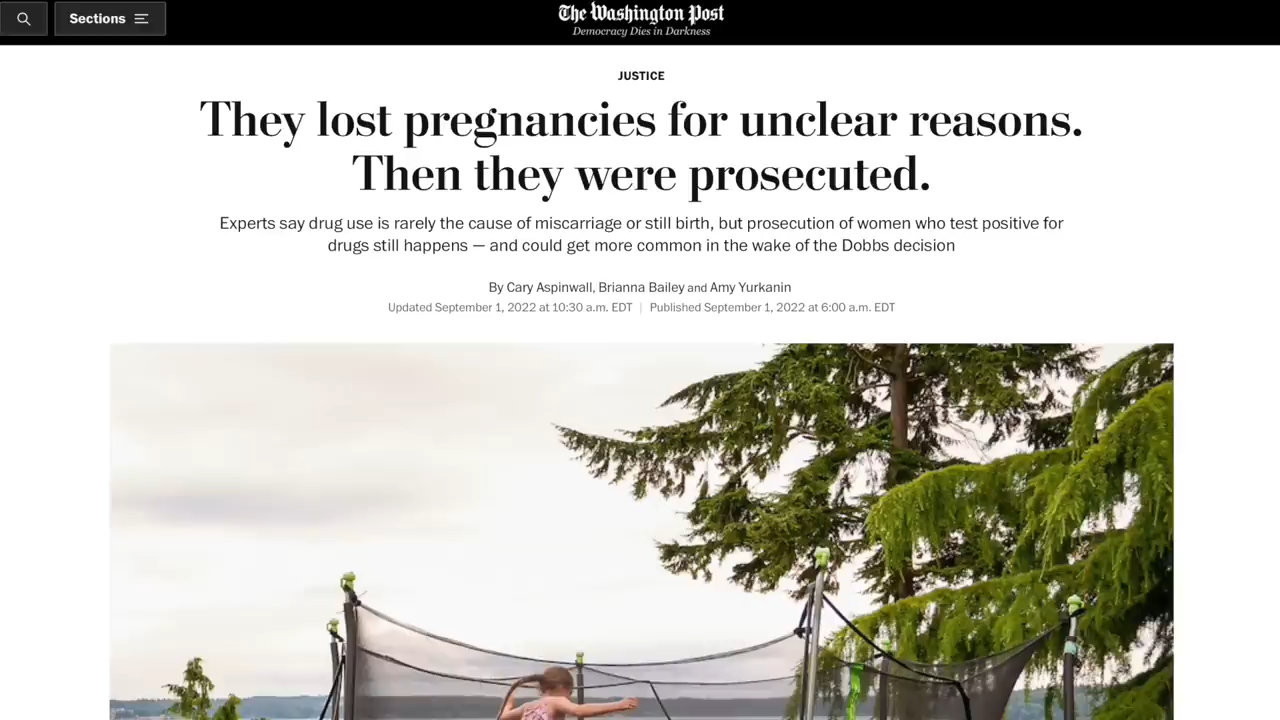 Sections
The Washington Post
Democracy Dies in Darkness
JUSTICE
They lost pregnancies for unclear reasons.
Then they were prosecuted.
Experts say drug use is rarely the cause of miscarriage or still birth, but prosecution of women who test positive for
drugs still happens — and could get more common in the wake of the Dobbs decision
By Cary Aspinwall, Brianna Bailey and Amy Yurkanin
Updated September 1, 2022 at 10:30 a.m. EDT | Published September 1, 2022 at 6:00 a.m. EDT